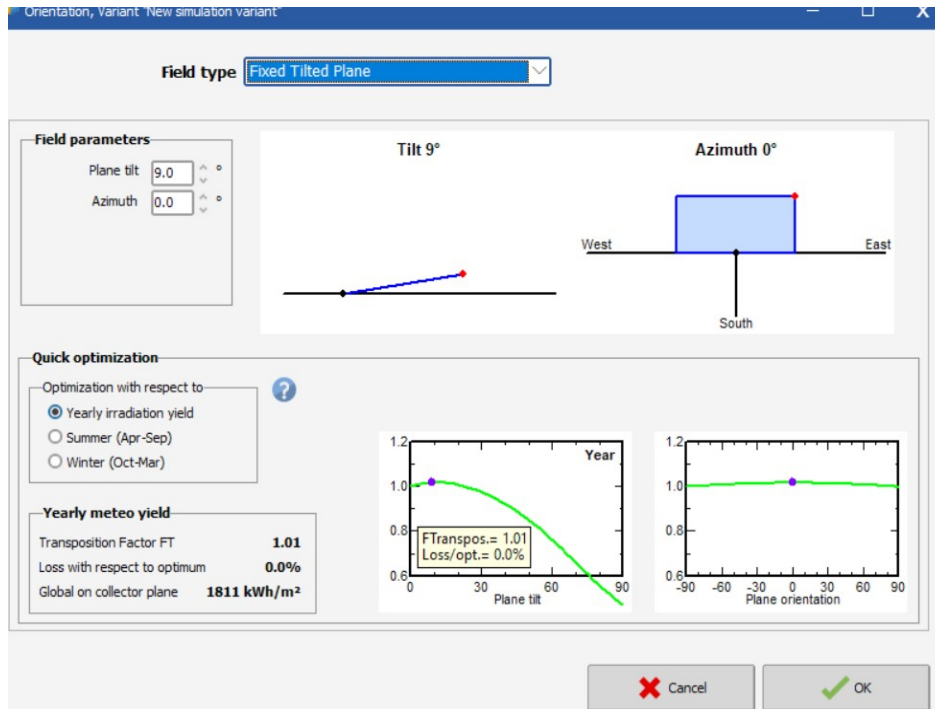 Orientation, Variant "New simulation variant"
Field type Fixed Tilted Plane
Field parameters
Plane tilt 9.0 °
Azimuth 0.0 °
Tilt 9°
Azimuth 0°
West East
South
Quick optimization
Optimization with respect to
Yearly irradiation yield
Summer (Apr-Sep)
Winter (Oct-Mar)
?
Yearly meteo yield
Transposition Factor FT 1.01
Loss with respect to optimum 0.0%
Global on collector plane 1811 kWh/m²
Year
1.2
1.0
0.8
0.6
FTranspos.= 1.01
Loss/opt.= 0.0%
0 30 60 90
Plane tilt
1.2
1.0
0.8
0.6
-90 -60 -30 0 30 60 90
Plane orientation
Cancel
OK